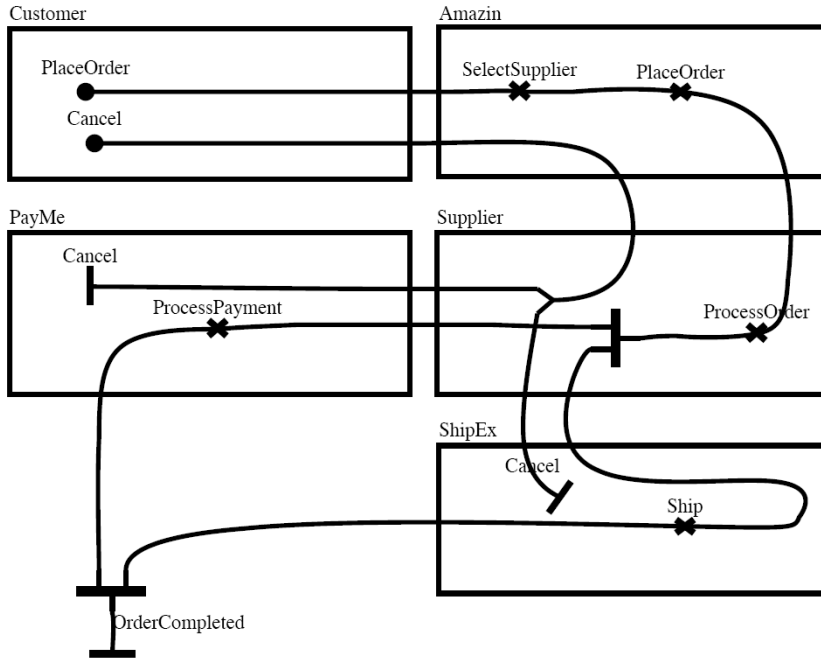 Customer
Amazin
PlaceOrder
SelectSupplier
PlaceOrder
Cancel
PayMe
Supplier
Cancel
ProcessPayment
ProcessOrder
ShipEx
Cancel
Ship
OrderCompleted